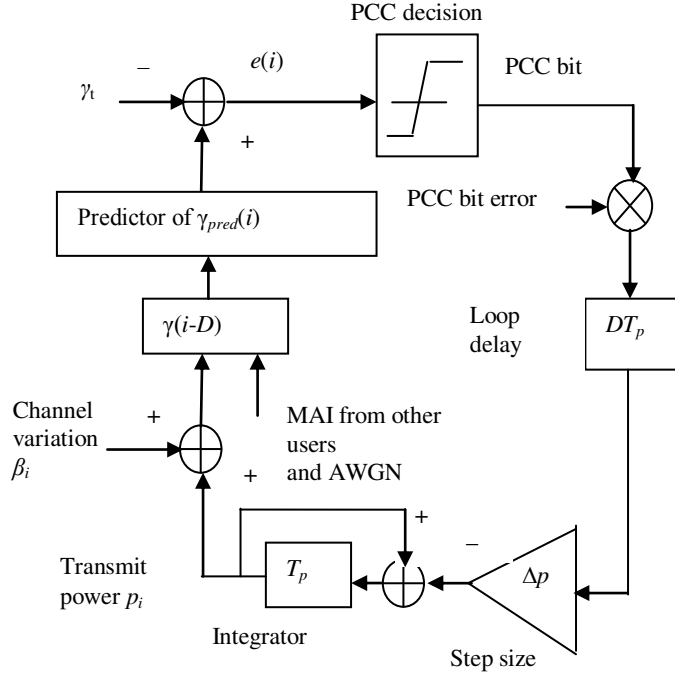 PCC decision
−
e(i)
PCC bit
γt
+
Predictor of γpred(i)
PCC bit error
γ(i-D)
Loop
delay
DTp
Channel
variation
βi
+
MAI from other
users
and AWGN
+
+
−
Transmit
power pi
Tp
Δp
Integrator
Step size